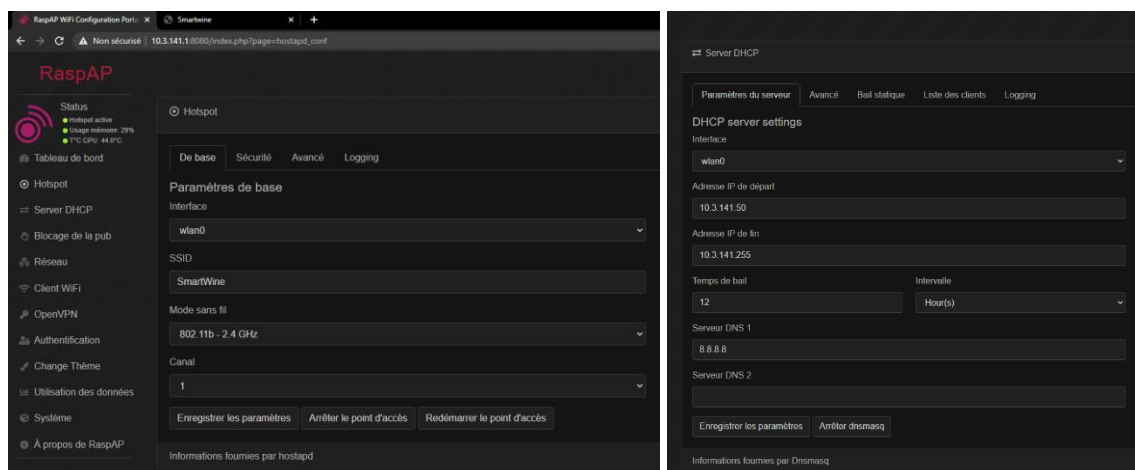 RaspAP WiFi Configuration Porta
Smartwine
Non sécurisé | 10.3.141.1:8080/index.php?page=hostapd_conf
RaspAP
Status
Hotspot active
Usage mémoire: 29%
T°C CPU: 44.0°C
Tableau de bord
Hotspot
Server DHCP
Blocage de la pub
Réseau
Client WiFi
OpenVPN
Authentification
Change Thème
Utilisation des données
Système
À propos de RaspAP
Hotspot
De base Sécurité Avancé Logging
Paramètres de base
Interface
wlan0
SSID
SmartWine
Mode sans fil
802.11b - 2.4 GHz
Canal
1
Enregistrer les paramètres Arrêter le point d'accès Redémarrer le point d'accès
Informations fournies par hostapd
Server DHCP
Paramètres du serveur Avancé Bail statique Liste des clients Logging
DHCP server settings
Interface
wlan0
Adresse IP de départ
10.3.141.50
Adresse IP de fin
10.3.141.255
Temps de bail Intervalle
12 Hour(s)
Serveur DNS 1
8.8.8.8
Serveur DNS 2
Enregistrer les paramètres Arrêter dnsmasq
Informations fournies par Dnsmasq